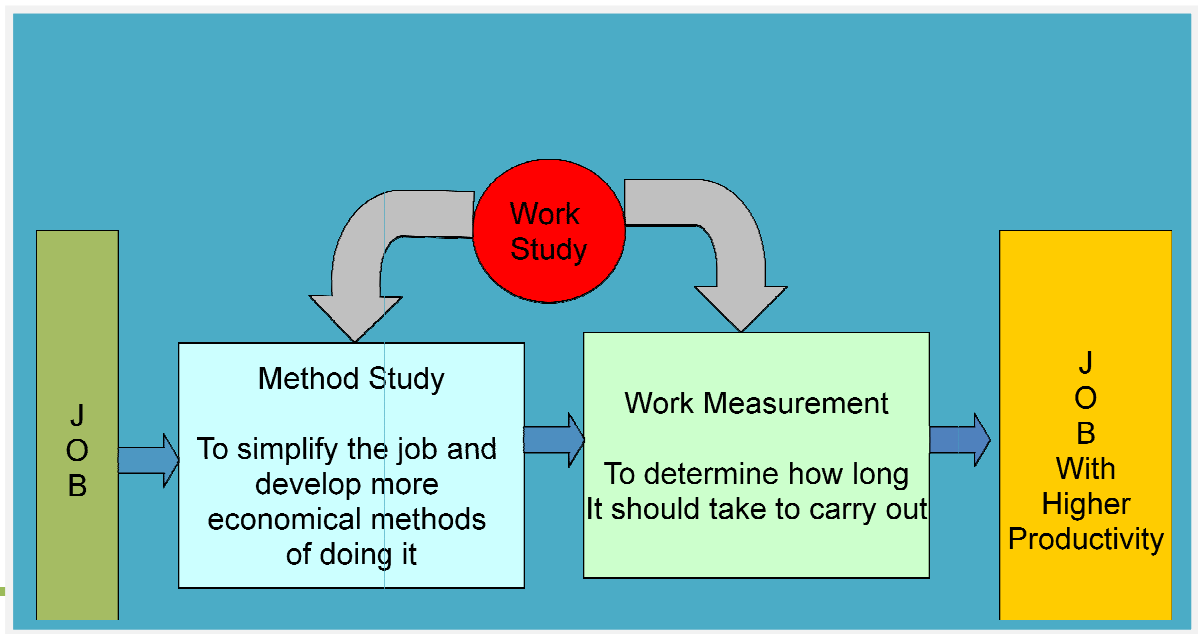 Work
Study
J
O
B
Method Study
To simplify the job and
develop more
economical methods
of doing it
Work Measurement
To determine how long
It should take to carry out
J
O
B
With
Higher
Productivity